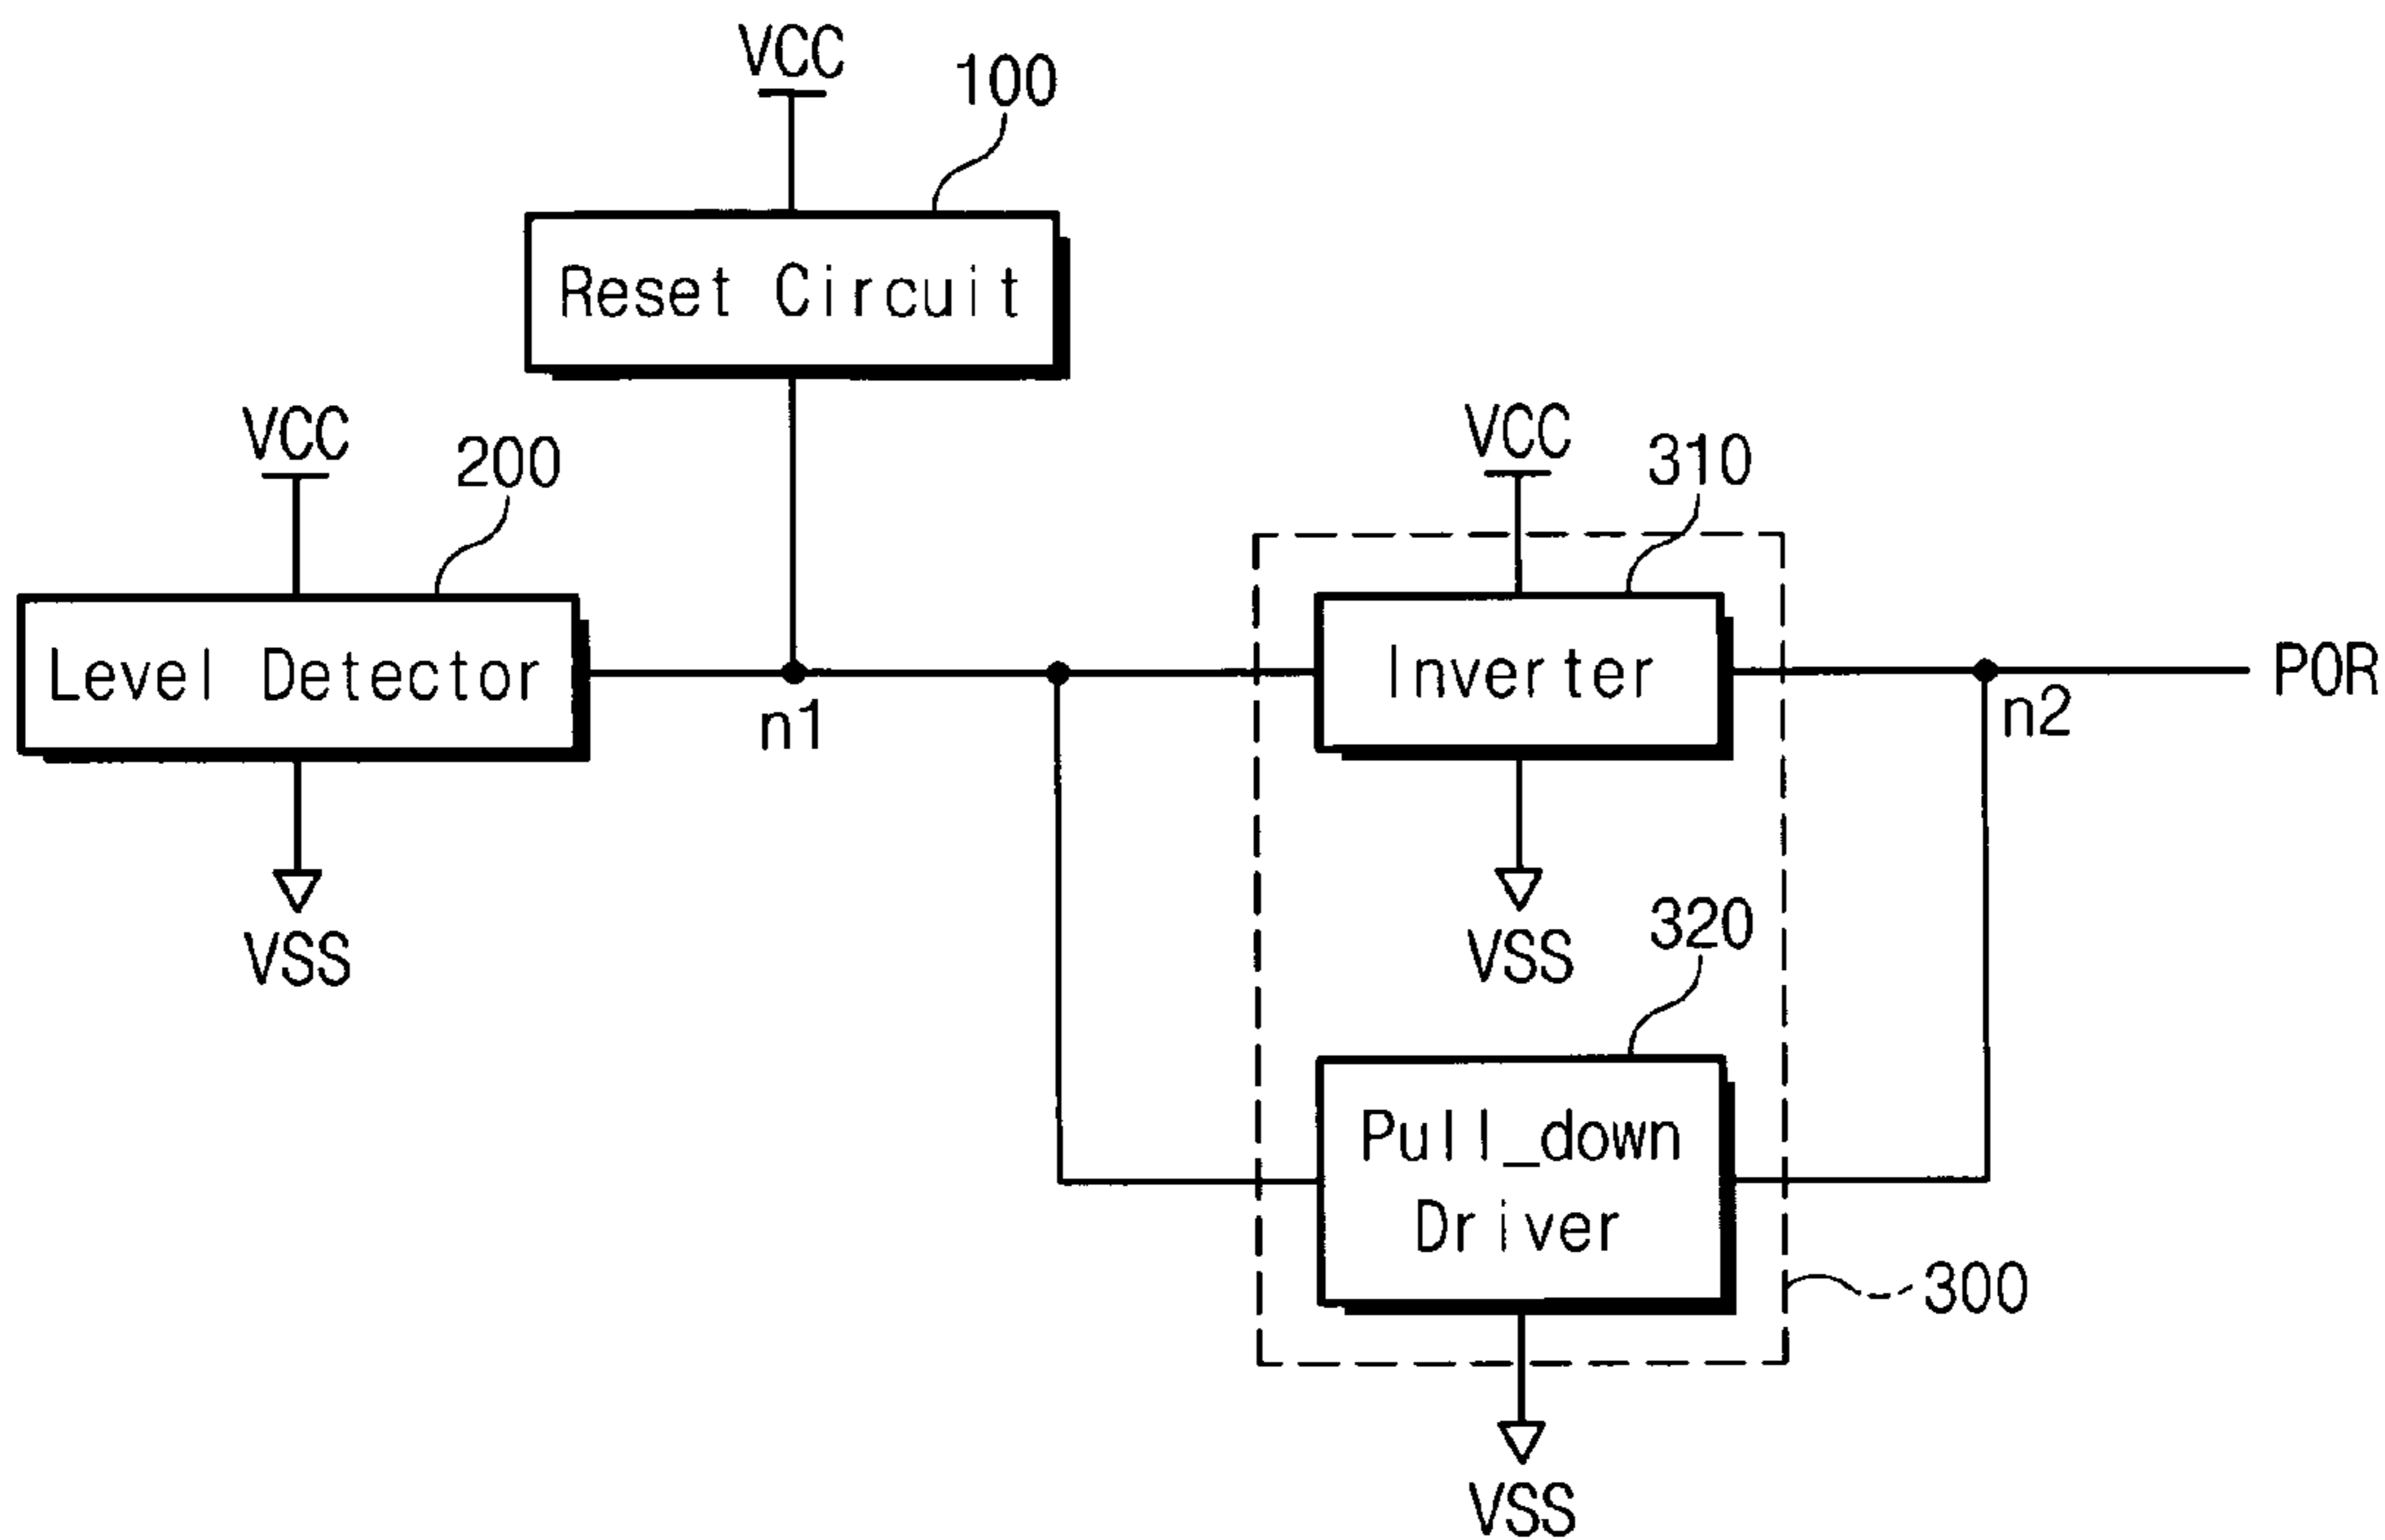 VCC
100
Reset Circuit
VCC
200
VCC
310
Level Detector
n1
Inverter
n2
POR
VSS
VSS
320
Pull_down
Driver
300
VSS